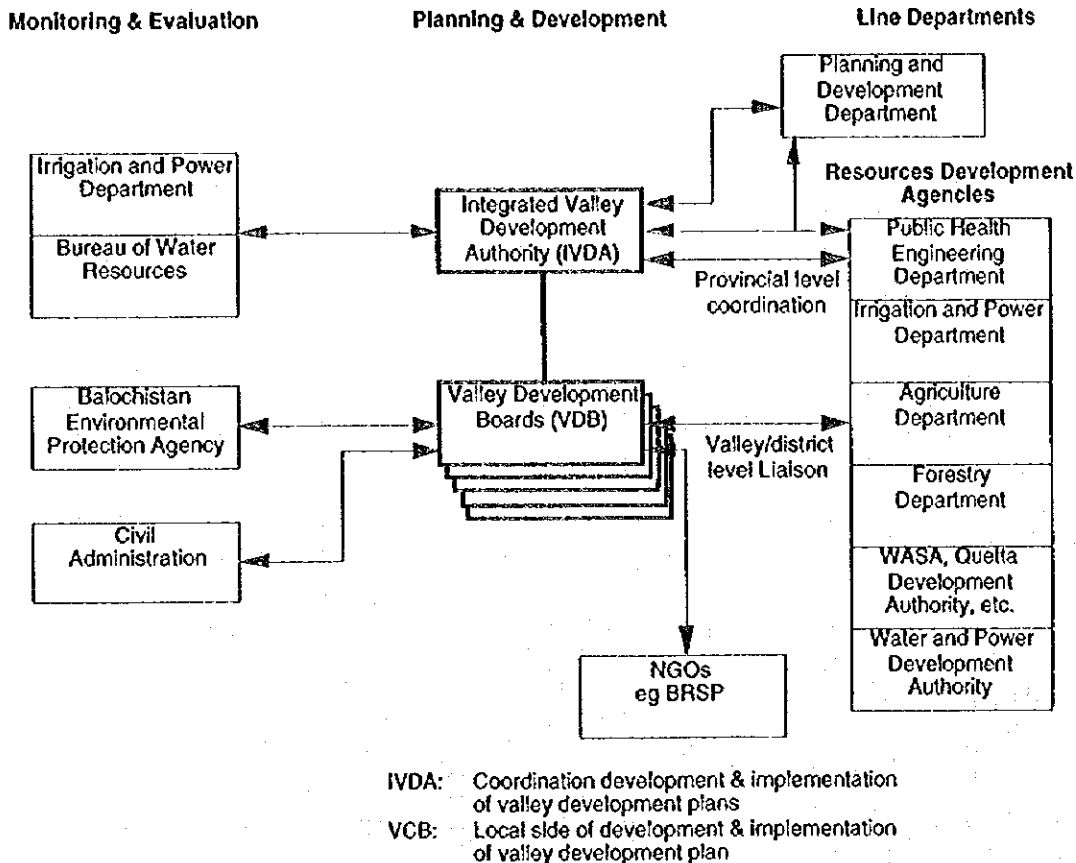 Monitoring & Evaluation
Planning & Development
Line Departments
Planning and
Development
Department
Irrigation and Power
Department
Bureau of Water
Resources
Integrated Valley
Development
Authority (IVDA)
Resources Development
Agencies
Public Health
Engineering
Department
Provincial level
coordination
Irrigation and Power
Department
Balochistan
Environmental
Protection Agency
Valley Development
Boards (VDB)
Agriculture
Department
Valley/district
level Liaison
Forestry
Department
Civil
Administration
WASA, Quetta
Development
Authority, etc.
Water and Power
Development
Authority
NGOs
eg BRSP
IVDA: Coordination development & implementation
of valley development plans
VCB: Local side of development & implementation
of valley development plan